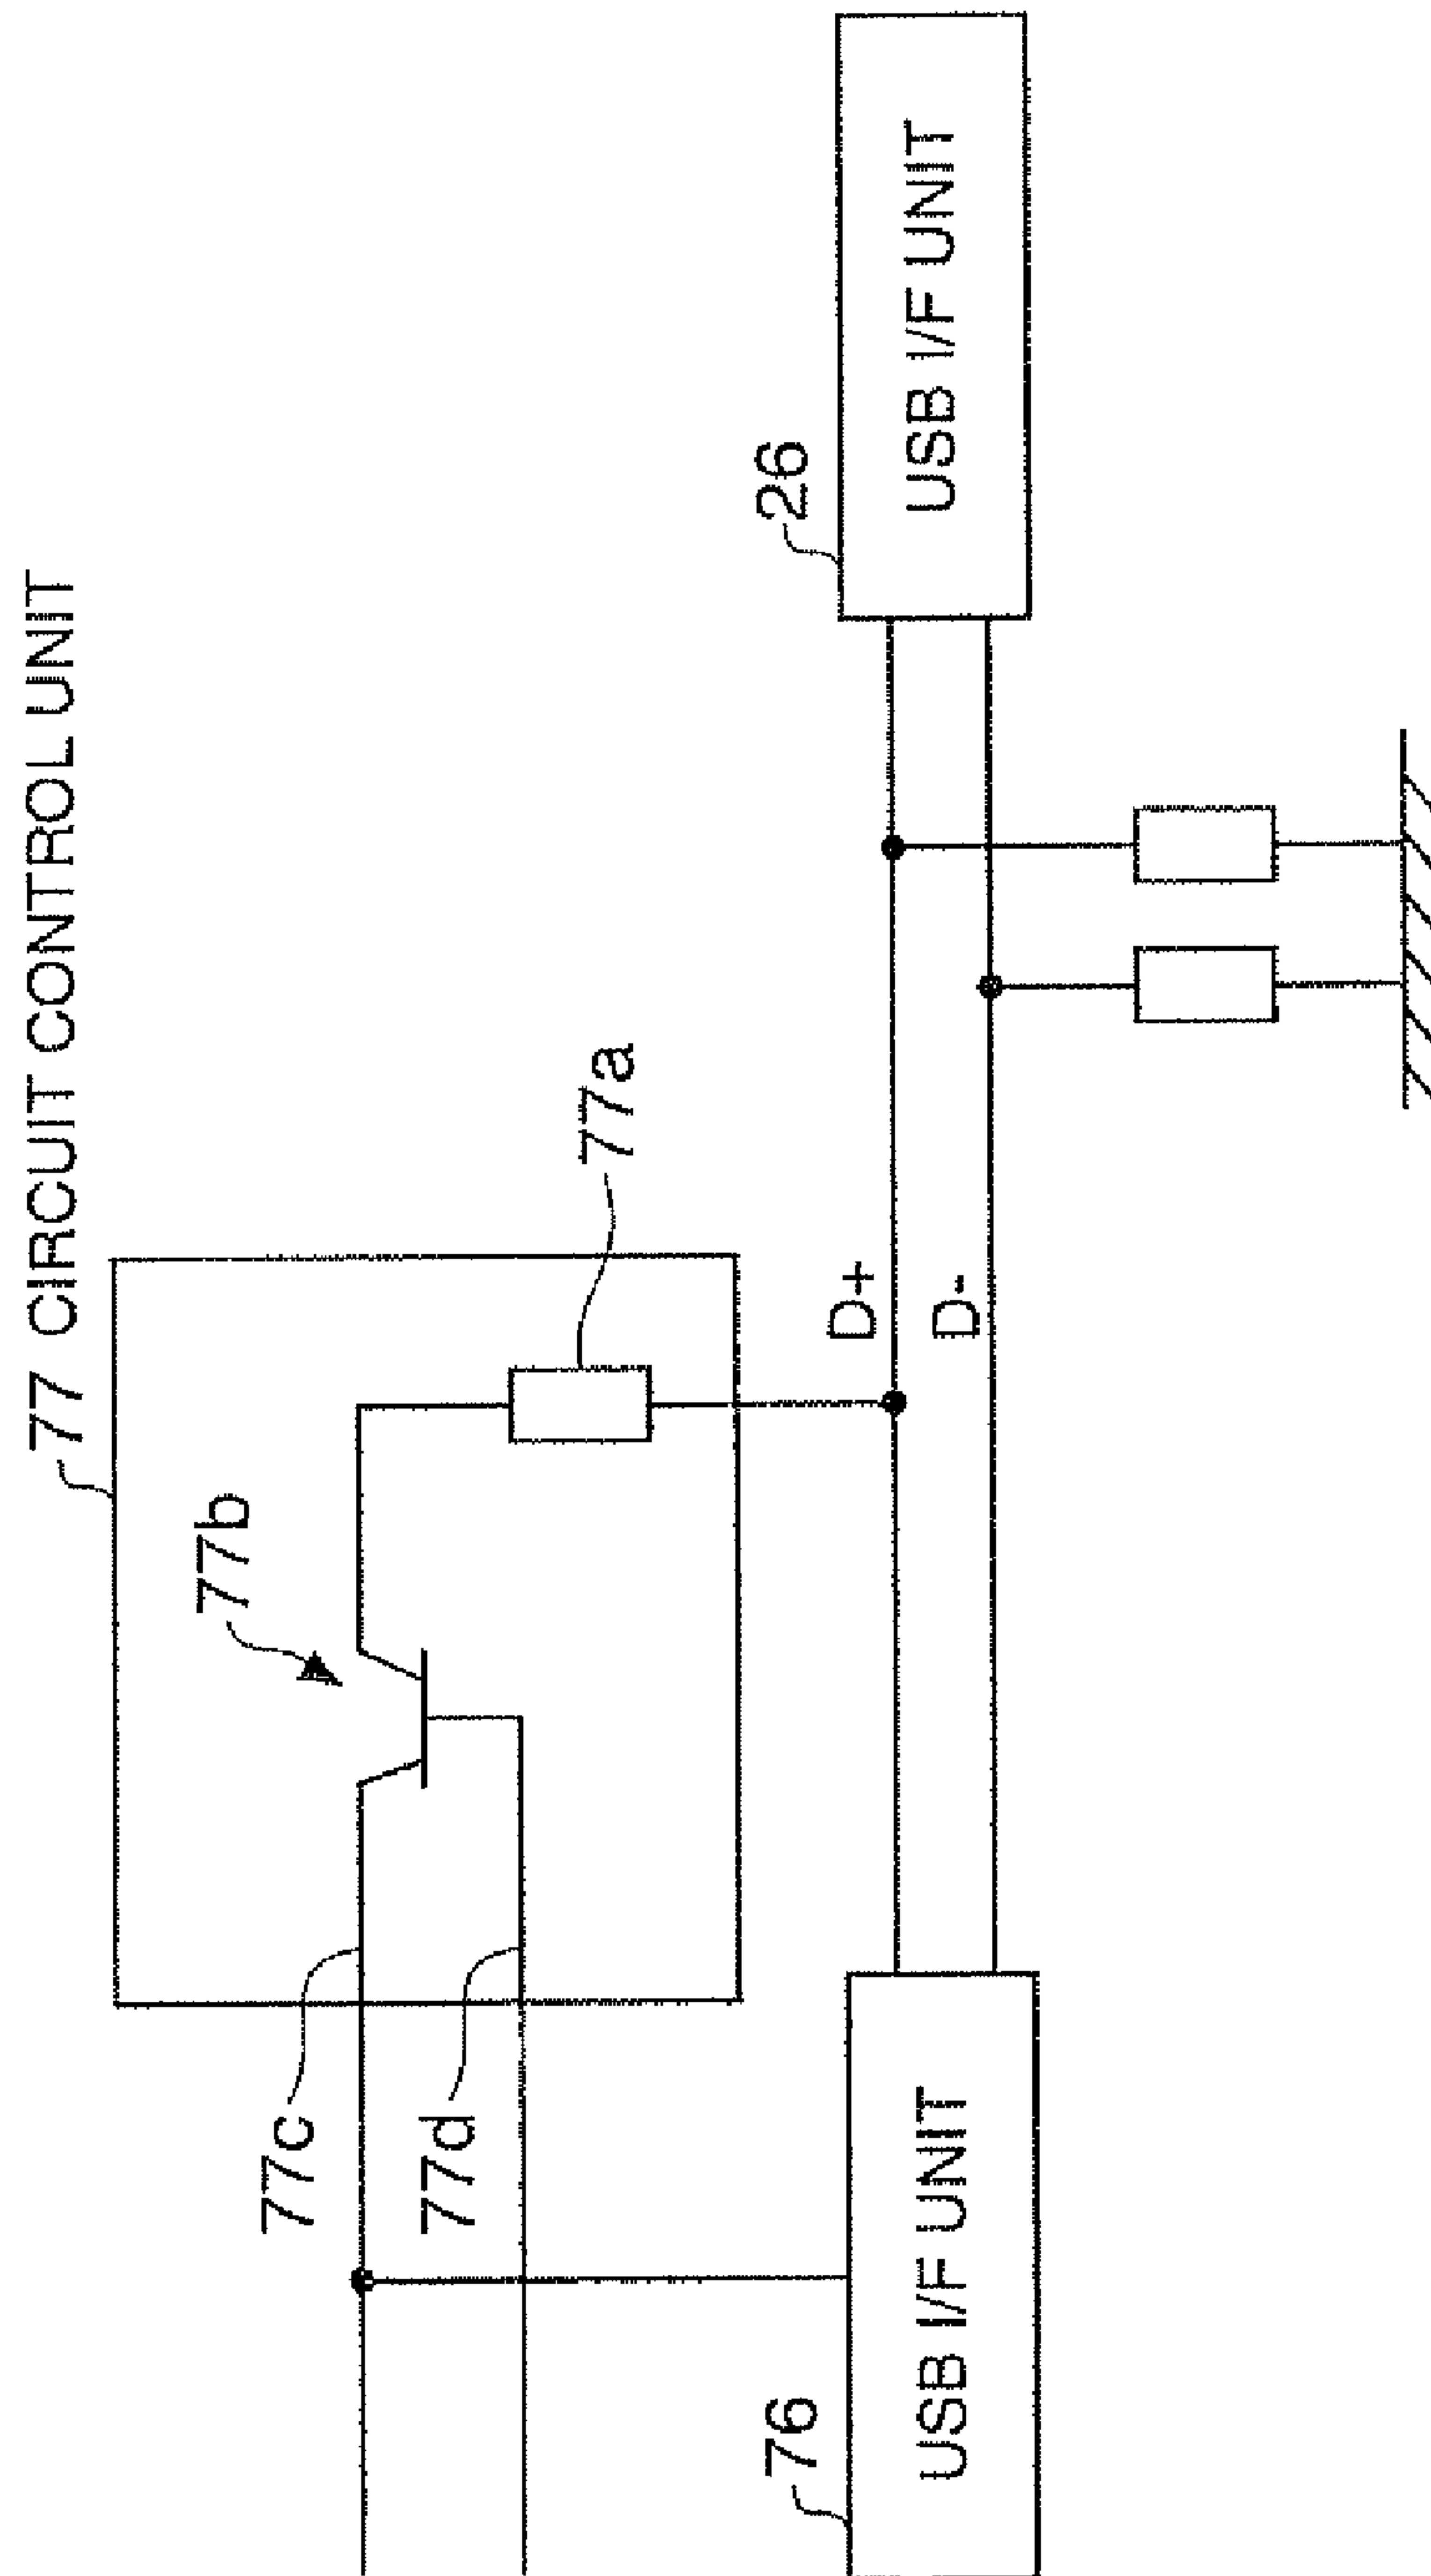 77 CIRCUIT CONTROL UNIT
77b
77c
77a
77d
D+
76
26
D-
USB I/F UNIT
USB I/F UNIT